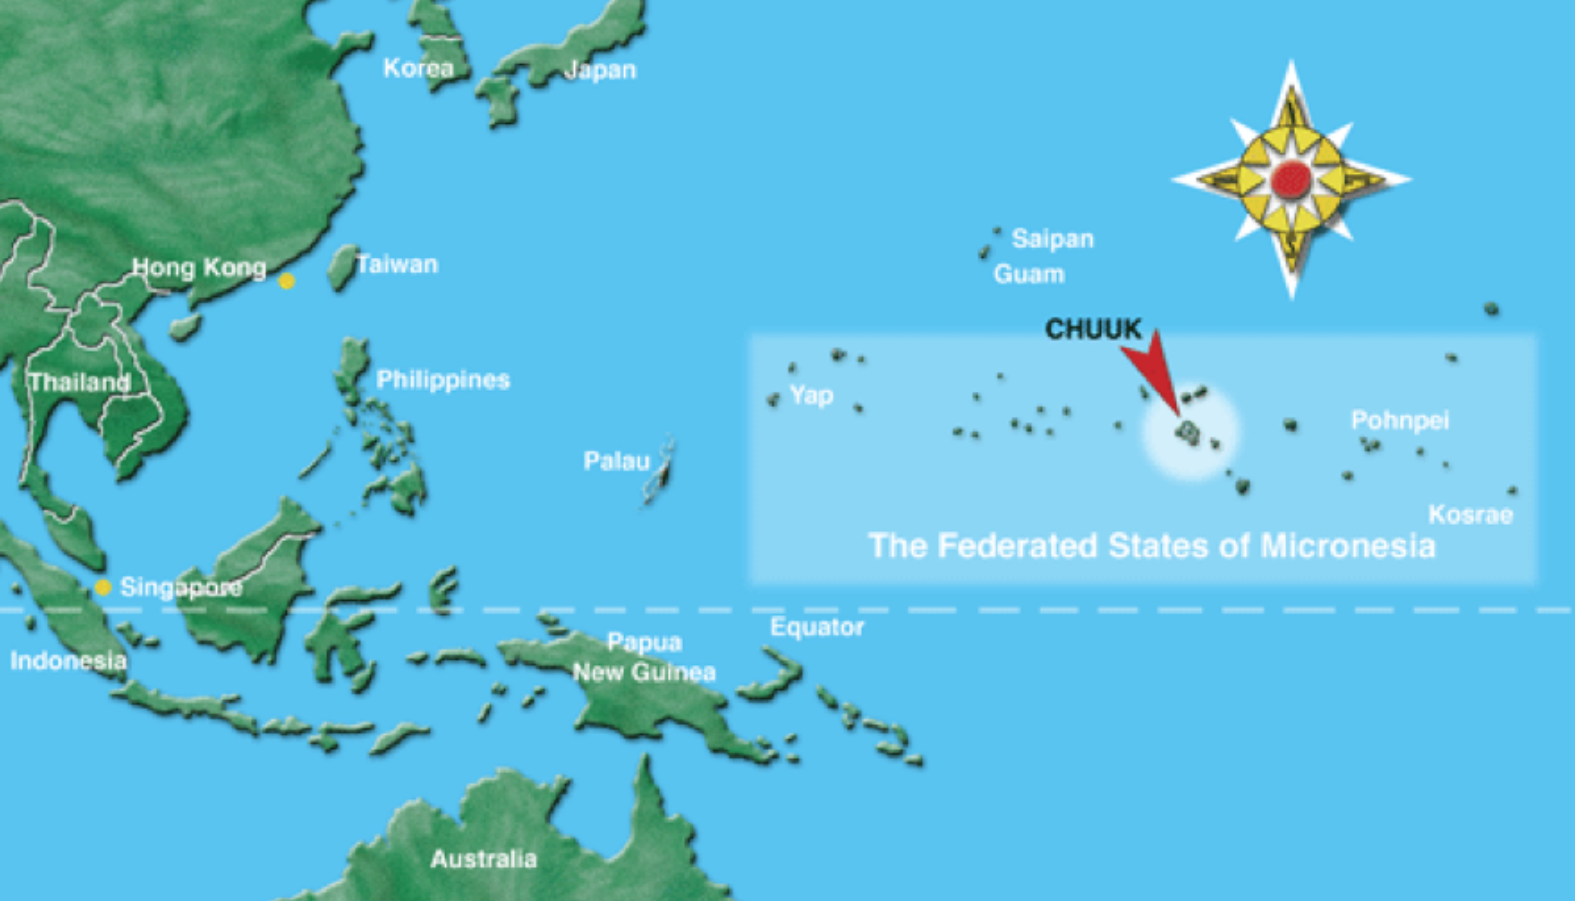 Korea
Japan
Saipan
Guam
Hong Kong
Taiwan
CHUUK
Thailand
Philippines
Yap
Pohnpei
Palau
Kosrae
The Federated States of Micronesia
Singapore
Equator
Indonesia
Papua
New Guinea
Australia